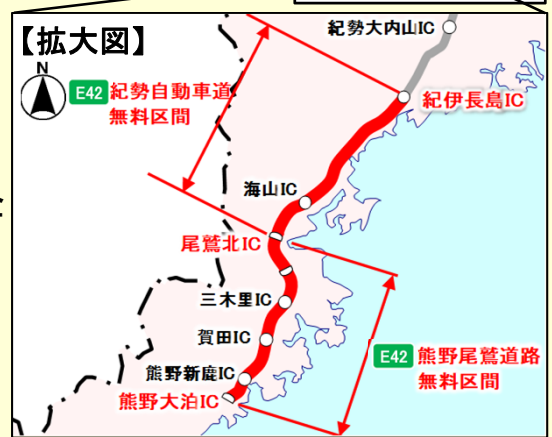 【拡大図】
N
紀勢大内山IC
E42 紀勢自動車道
無料区間
紀伊長島IC
海山IC
尾鷲北IC
三木里IC
賀田IC
E42 熊野尾鷲道路
無料区間
熊野新鹿IC
熊野大泊IC